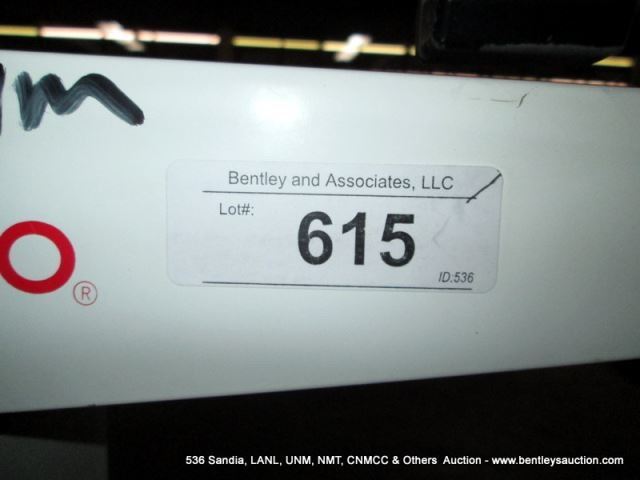 m
O®
Bentley and Associates, LLC
Lot#:
615
ID:536
536 Sandia, LANL, UNM, NMT, CNMCC & Others Auction - www.bentleysauction.com